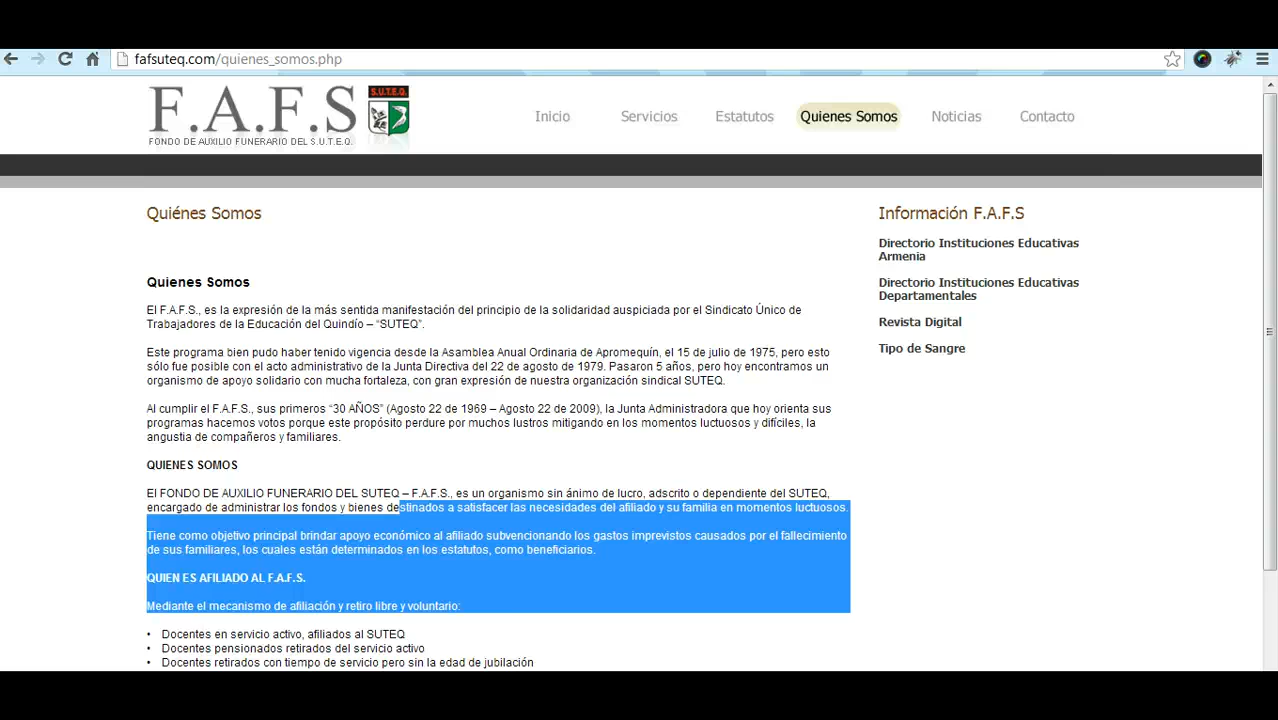 fafsuteq.com/quienes_somos.php
F.A.F.S
S.U.T.E.Q.
FONDO DE AUXILIO FUNERARIO DEL S.U.T.E.Q.
Inicio
Servicios
Estatutos
Quienes Somos
Noticias
Contacto
Quiénes Somos
Quienes Somos
El F.A.F.S., es la expresión de la más sentida manifestación del principio de la solidaridad auspiciada por el Sindicato Único de
Trabajadores de la Educación del Quindío – “SUTEQ”.
Este programa bien pudo haber tenido vigencia desde la Asamblea Anual Ordinaria de Apromequín, el 15 de julio de 1975, pero esto
sólo fue posible con el acto administrativo de la Junta Directiva del 22 de agosto de 1979. Pasaron 5 años, pero hoy encontramos un
organismo de apoyo solidario con mucha fortaleza, con gran expresión de nuestra organización sindical SUTEQ.
Al cumplir el F.A.F.S., sus primeros “30 AÑOS” (Agosto 22 de 1969 – Agosto 22 de 2009), la Junta Administradora que hoy orienta sus
programas hacemos votos porque este propósito perdure por muchos lustros mitigando en los momentos luctuosos y difíciles, la
angustia de compañeros y familiares.
QUIENES SOMOS
El FONDO DE AUXILIO FUNERARIO DEL SUTEQ – F.A.F.S., es un organismo sin ánimo de lucro, adscrito o dependiente del SUTEQ,
encargado de administrar los fondos y bienes destinados a satisfacer las necesidades del afiliado y su familia en momentos luctuosos.
Tiene como objetivo principal brindar apoyo económico al afiliado subvencionando los gastos imprevistos causados por el fallecimiento
de sus familiares, los cuales están determinados en los estatutos, como beneficiarios.
QUIEN ES AFILIADO AL F.A.F.S.
Mediante el mecanismo de afiliación y retiro libre y voluntario:
• Docentes en servicio activo, afiliados al SUTEQ
• Docentes pensionados retirados del servicio activo
• Docentes retirados con tiempo de servicio pero sin la edad de jubilación
Información F.A.F.S
Directorio Instituciones Educativas
Armenia
Directorio Instituciones Educativas
Departamentales
Revista Digital
Tipo de Sangre